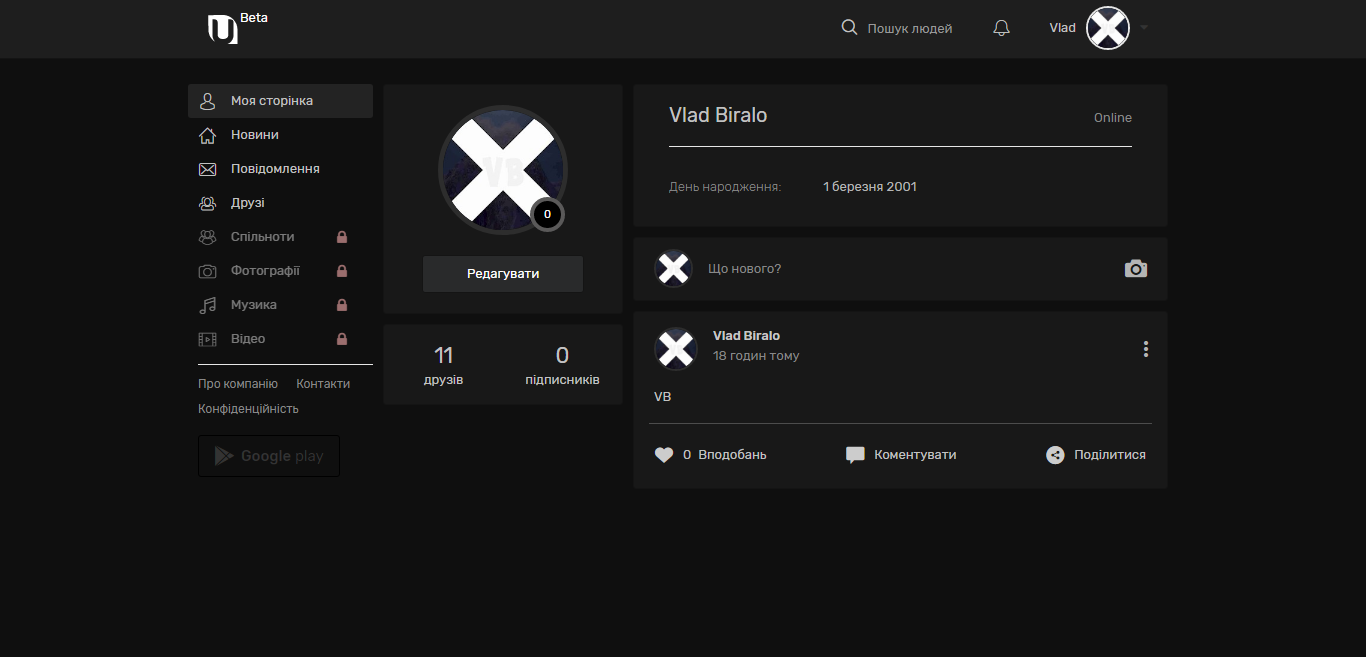 U Beta
Пошук людей
Vlad
Моя сторінка
Новини
Повідомлення
Друзі
Спільноти
Фотографії
Музика
Відео
Про компанію Контакти
Конфіденційність
Google play
VB
0
Редагувати
11 0
друзів підписників
Vlad Biralo Online
День народження: 1 березня 2001
Що нового?
Vlad Biralo
18 годин тому
VB
0 Вподобань Коментувати Поділитися